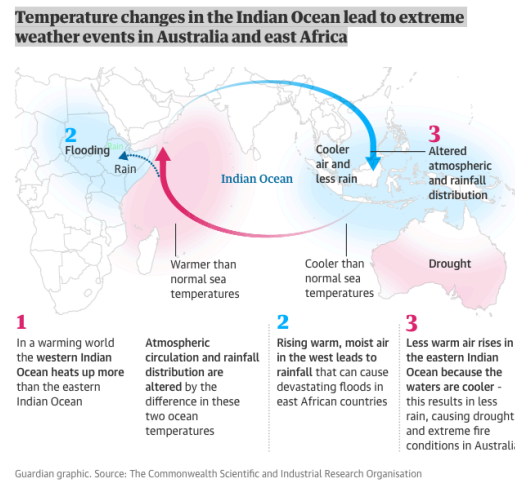 Temperature changes in the Indian Ocean lead to extreme
weather events in Australia and east Africa
2
Flooding
Rain
Rain
Indian Ocean
Cooler
air and
less rain
3
Altered
atmospheric
and rainfall
distribution
Warmer than
normal sea
temperatures
Cooler than
normal sea
temperatures
Drought
1
In a warming world
the western Indian
Ocean heats up more
than the eastern
Indian Ocean
Atmospheric
circulation and rainfall
distribution are
altered by the
difference in these
two ocean
temperatures
2
Rising warm, moist air
in the west leads to
rainfall that can cause
devastating floods in
east African countries
3
Less warm air rises in
the eastern Indian
Ocean because the
waters are cooler -
this results in less
rain, causing drought
and extreme fire
conditions in Australi
Guardian graphic. Source: The Commonwealth Scientific and Industrial Research Organisation